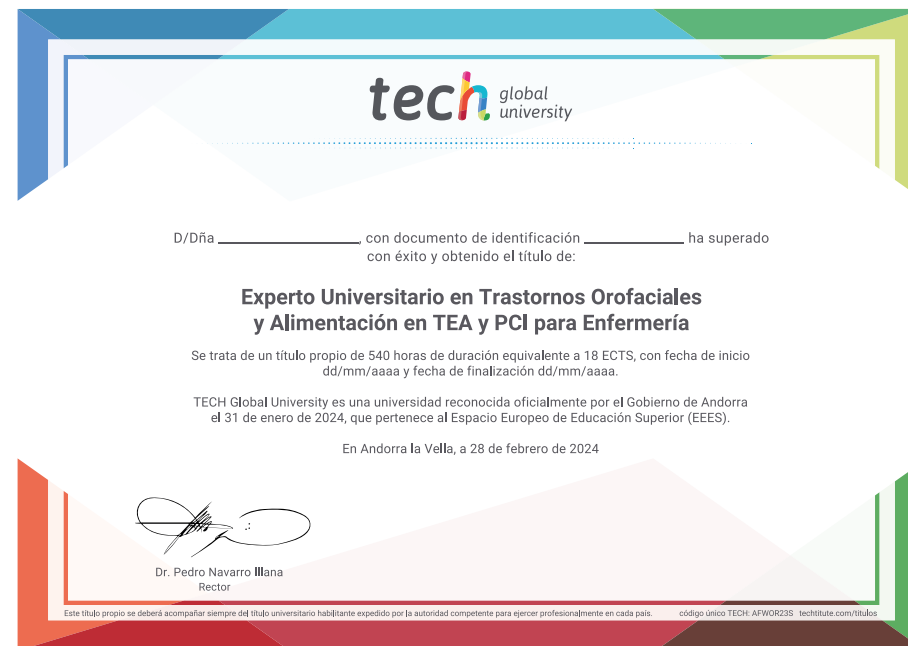 tech global university
D/Dña ____________________, con documento de identificación ______________ ha superado
con éxito y obtenido el título de:
Experto Universitario en Trastornos Orofaciales
y Alimentación en TEA y PCI para Enfermería
Se trata de un título propio de 540 horas de duración equivalente a 18 ECTS, con fecha de inicio
dd/mm/aaaa y fecha de finalización dd/mm/aaaa.
TECH Global University es una universidad reconocida oficialmente por el Gobierno de Andorra
el 31 de enero de 2024, que pertenece al Espacio Europeo de Educación Superior (EEES).
En Andorra la Vella, a 28 de febrero de 2024
Dr. Pedro Navarro Illana
Rector
Este título propio se deberá acompañar siempre del título universitario habilitante expedido por la autoridad competente para ejercer profesionalmente en cada país. código único TECH: AFWOR23S techtitute.com/títulos